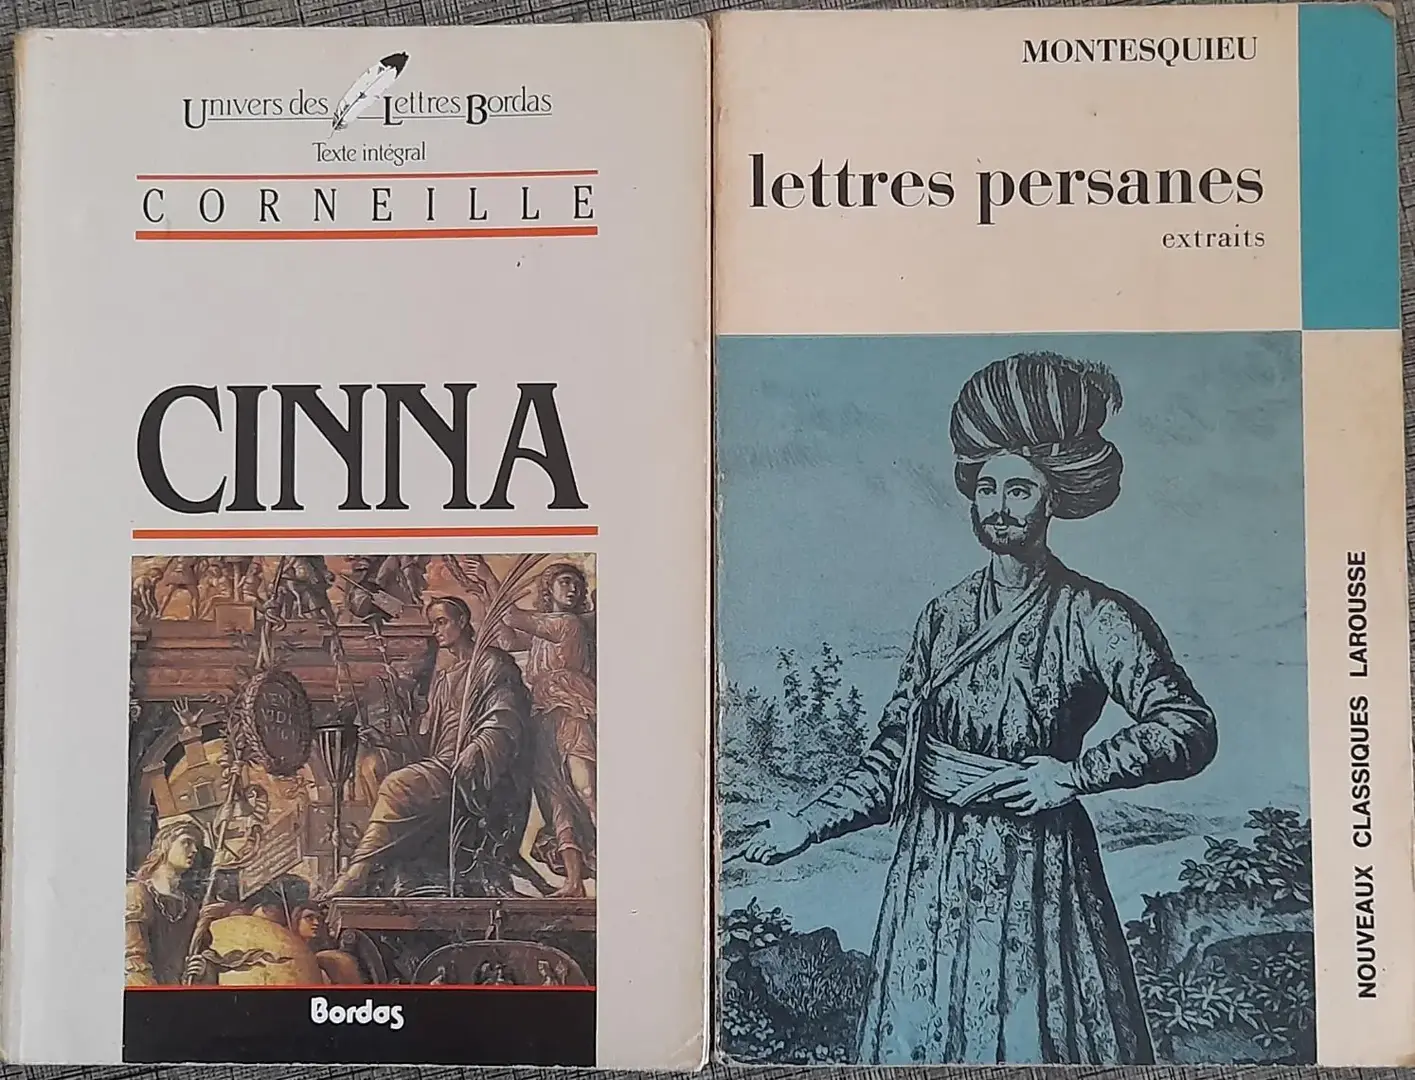 Univers des Lettres Bordas
Texte intégral
CORNEILLE
CINNA
Bordas
MONTESQUIEU
lettres persanes
extraits
NOUVEAUX CLASSIQUES LAROUSSE